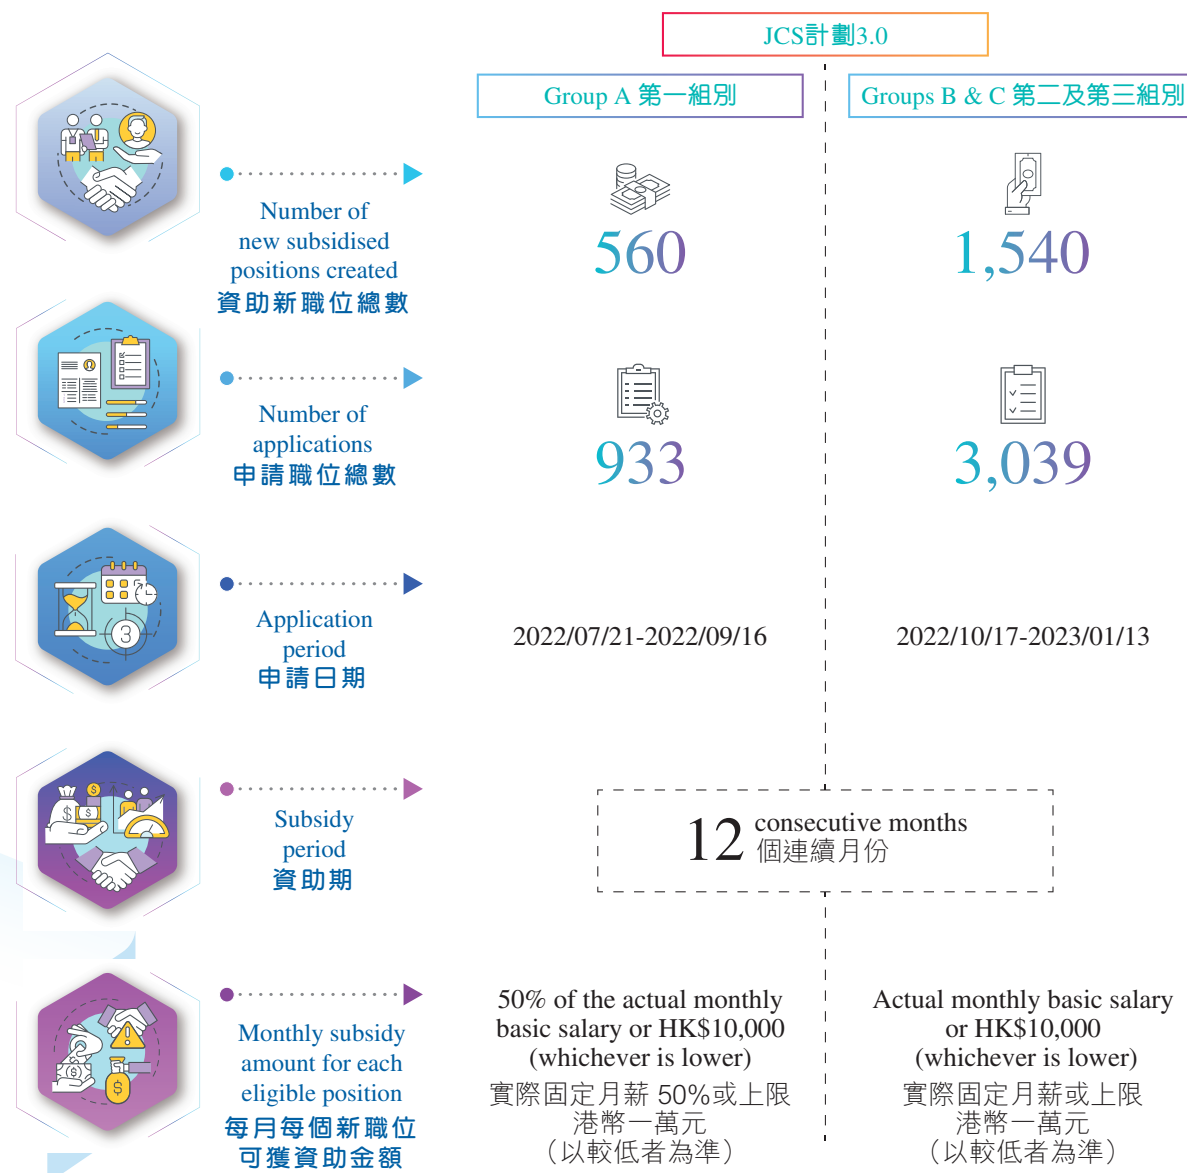 JCS計劃3.0
Group A 第一組別
Groups B & C 第二及第三組別
Number of
new subsidised
positions created
資助新職位總數
560
1,540
Number of
applications
申請職位總數
933
3,039
3
Application
period
申請日期
2022/07/21-2022/09/16
2022/10/17-2023/01/13
$
$
$
Subsidy
period
資助期
12 consecutive months
個連續月份
$
Monthly subsidy
amount for each
eligible position
每月每個新職位
可獲資助金額
50% of the actual monthly
basic salary or HK$10,000
(whichever is lower)
實際固定月薪 50%或上限
港幣一萬元
（以較低者為準）
Actual monthly basic salary
or HK$10,000
(whichever is lower)
實際固定月薪或上限
港幣一萬元
（以較低者為準）